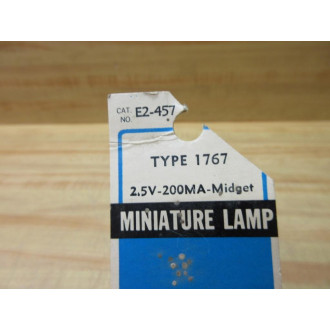 CAT. NO. E2-457
TYPE 1767
2.5V-200MA-Midget
MINIATURE LAMP